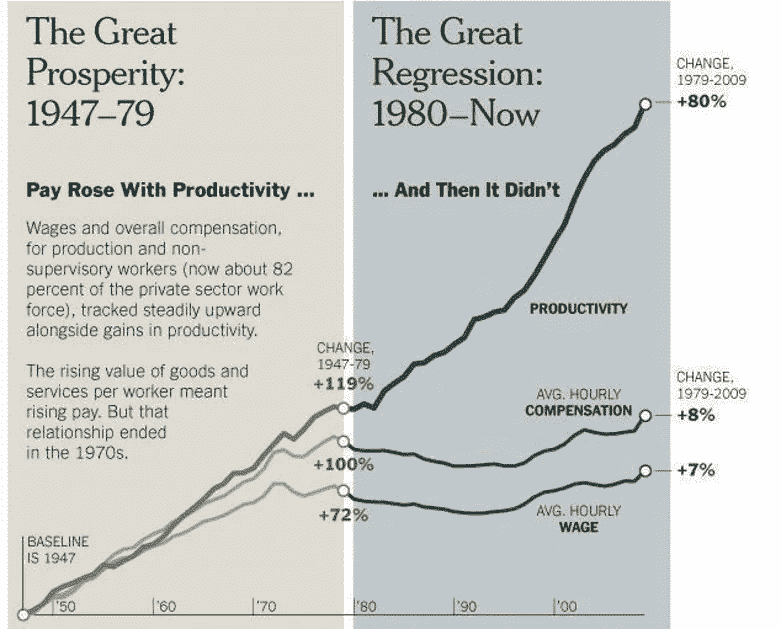 The Great
Prosperity:
1947–79
The Great
Regression:
1980–Now
CHANGE,
1979-2009
+80%
Pay Rose With Productivity ...
... And Then It Didn't
Wages and overall compensation,
for production and non-
supervisory workers (now about 82
percent of the private sector work
force), tracked steadily upward
alongside gains in productivity.
The rising value of goods and
services per worker meant
rising pay. But that
relationship ended
in the 1970s.
CHANGE,
1947-79
+119%
+100%
+72%
PRODUCTIVITY
AVG. HOURLY
COMPENSATION
CHANGE,
1979-2009
+8%
+7%
AVG. HOURLY
WAGE
BASELINE
IS 1947
'50 '60 '70 '80 '90 '00